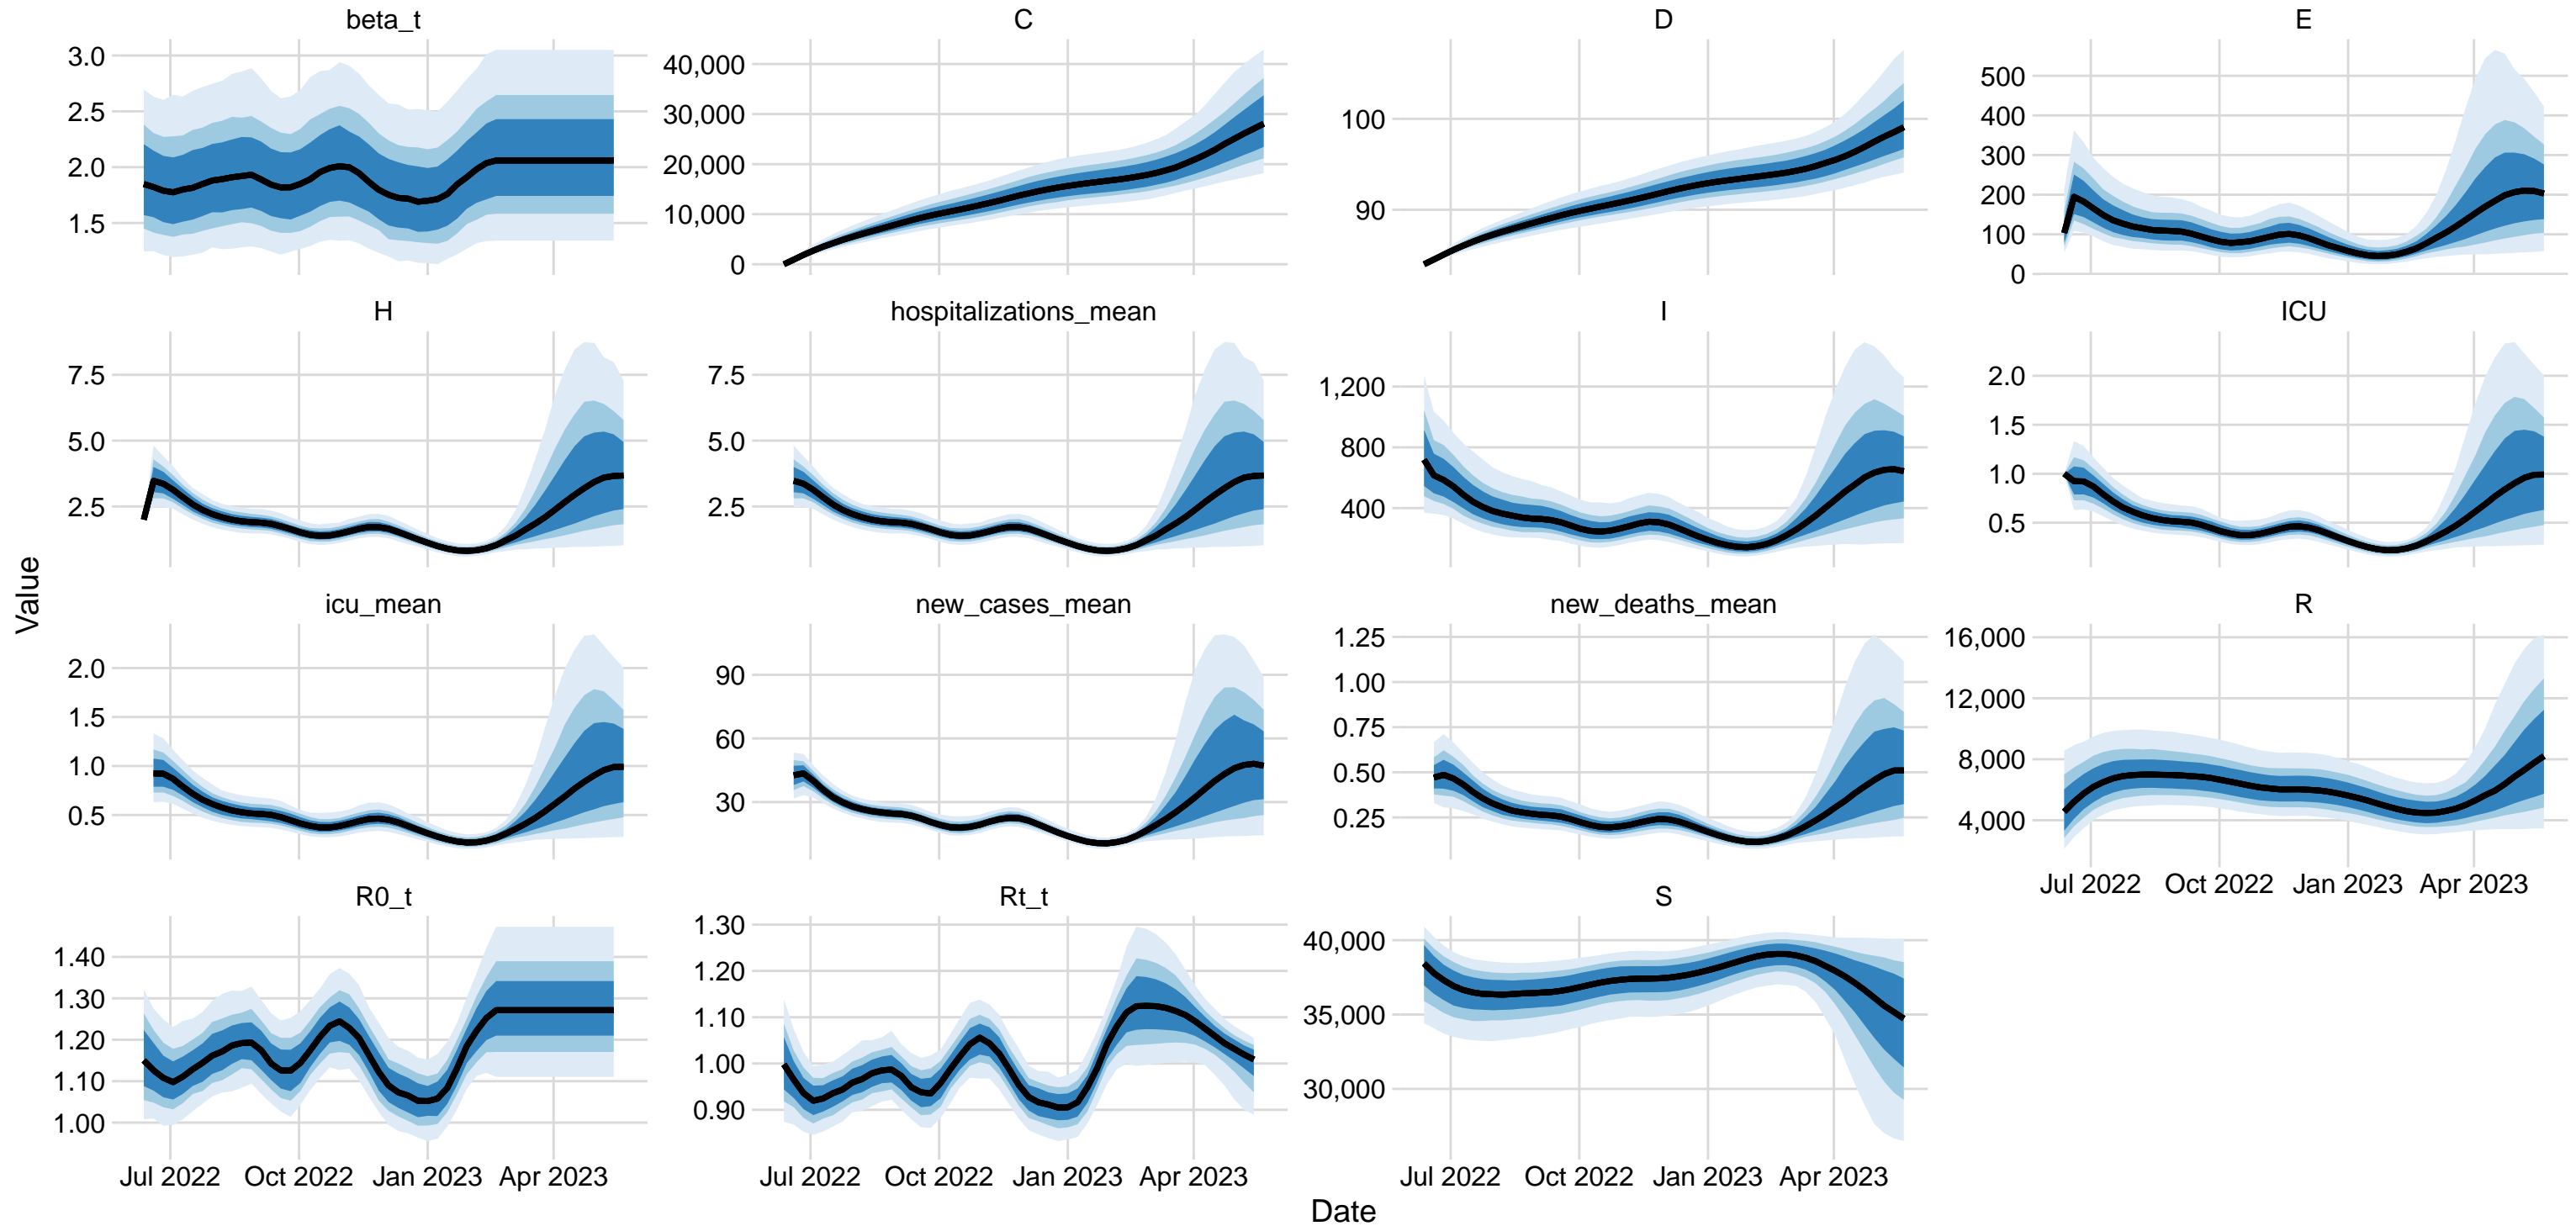 beta_t
C
D
E
3.0
2.5
2.0
1.5
40,000
30,000
20,000
10,000
0
100
90
500
400
300
200
100
0
H
hospitalizations_mean
I
ICU
7.5
5.0
2.5
7.5
5.0
2.5
1,200
800
400
2.0
1.5
1.0
0.5
Value
icu_mean
new_cases_mean
new_deaths_mean
R
2.0
1.5
1.0
0.5
90
60
30
1.25
1.00
0.75
0.50
0.25
16,000
12,000
8,000
4,000
Jul 2022 Oct 2022 Jan 2023 Apr 2023
R0_t
Rt_t
S
1.40
1.30
1.20
1.10
1.00
1.30
1.20
1.10
1.00
0.90
40,000
35,000
30,000
Jul 2022 Oct 2022 Jan 2023 Apr 2023
Jul 2022 Oct 2022 Jan 2023 Apr 2023
Jul 2022 Oct 2022 Jan 2023 Apr 2023
Date